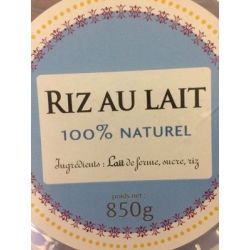 RIZ AU LAIT
100% NATUREL
Ingrédients : Lait de ferme, sucre, riz
poids net :
850g